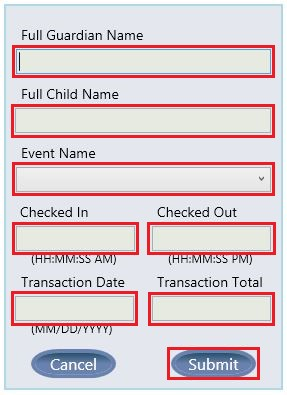 Full Guardian Name
Full Child Name
Event Name
Checked In Checked Out
(HH:MM:SS AM) (HH:MM:SS PM)
Transaction Date Transaction Total
(MM/DD/YYYY)
Cancel Submit